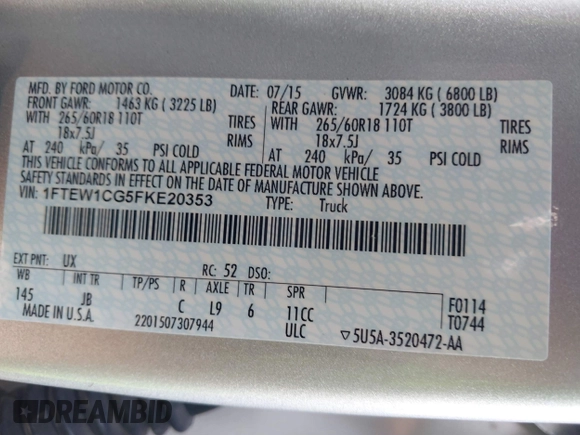 MFD. BY FORD MOTOR CO. DATE: 07/15 GVWR: 3084 KG ( 6800 LB)
FRONT GAWR: 1463 KG ( 3225 LB) REAR GAWR: 1724 KG ( 3800 LB)
WITH 265/60R18 110T TIRES WITH 265/60R18 110T TIRES
18x7.5J RIMS 18x7.5J RIMS
AT 240 kPa/ 35 PSI COLD AT 240 kPa/ 35 PSI COLD
THIS VEHICLE CONFORMS TO ALL APPLICABLE FEDERAL MOTOR VEHICLE
SAFETY STANDARDS IN EFFECT ON THE DATE OF MANUFACTURE SHOWN ABOVE.
VIN: 1FTEW1CG5FKE20353 TYPE: Truck
EXT PNT: UX RC: 52 DSO:
WB INT TR TP/PS R AXLE TR SPR
145 JB C L9 6 11CC F0114
MADE IN U.S.A. 2201507307944 ULC T0744
▽5U5A-3520472-AA
DREAMBID